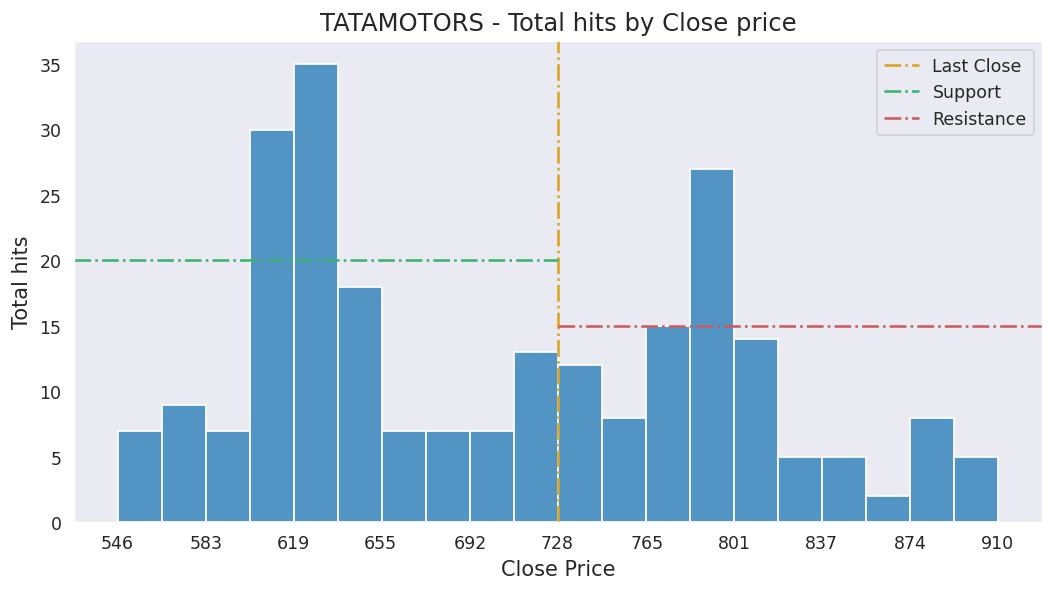 TATAMOTORS - Total hits by Close price
Last Close
Support
Resistance
Total hits
35
30
25
20
15
10
5
0
546 583 619 655 692 728 765 801 837 874 910
Close Price